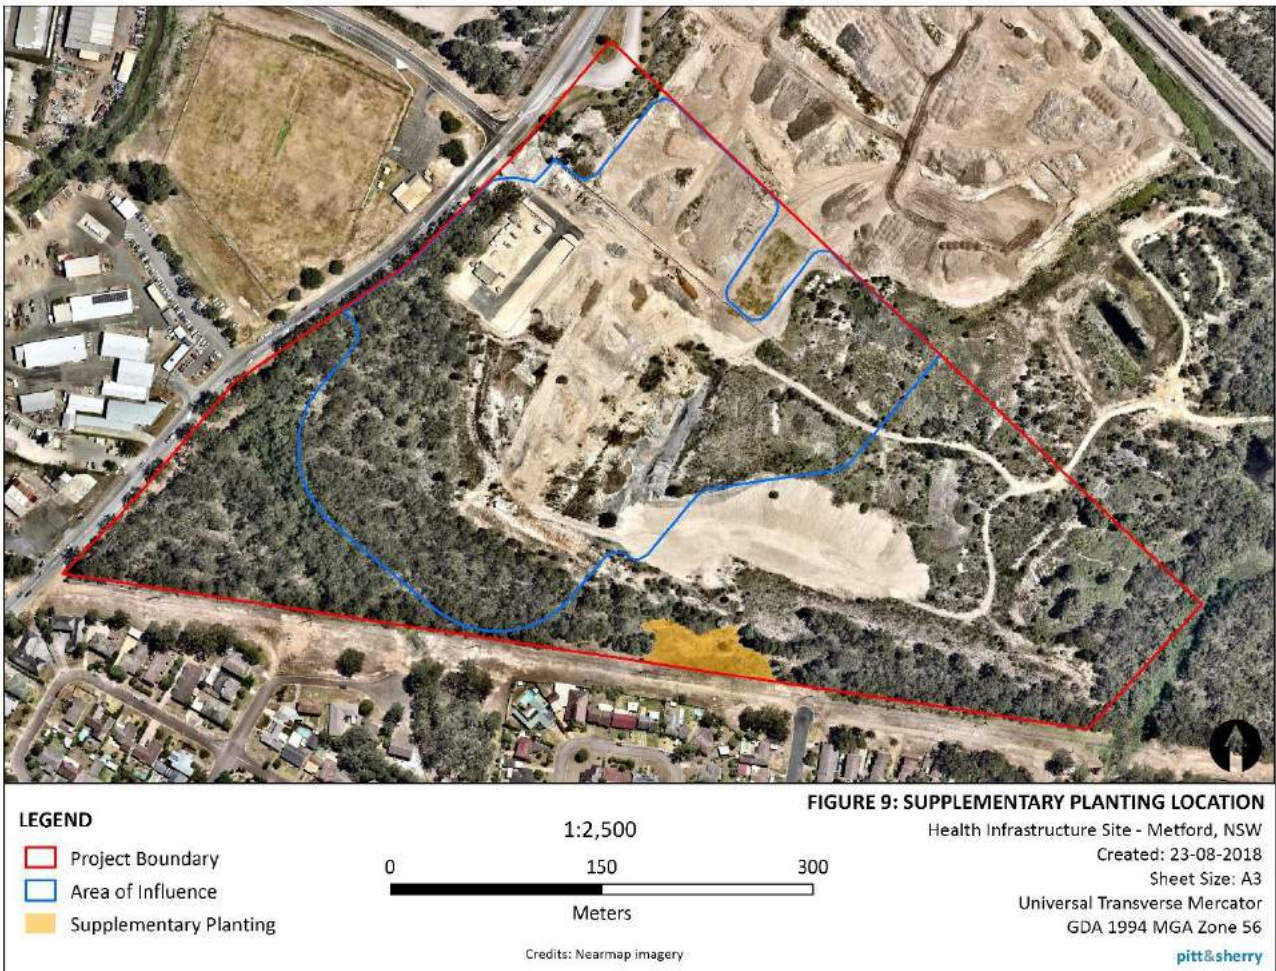 LEGEND
Project Boundary
Area of Influence
Supplementary Planting
1:2,500
0 150 300
Meters
Credits: Nearmap imagery
FIGURE 9: SUPPLEMENTARY PLANTING LOCATION
Health Infrastructure Site - Metford, NSW
Created: 23-08-2018
Sheet Size: A3
Universal Transverse Mercator
GDA 1994 MGA Zone 56
pitt&sherry